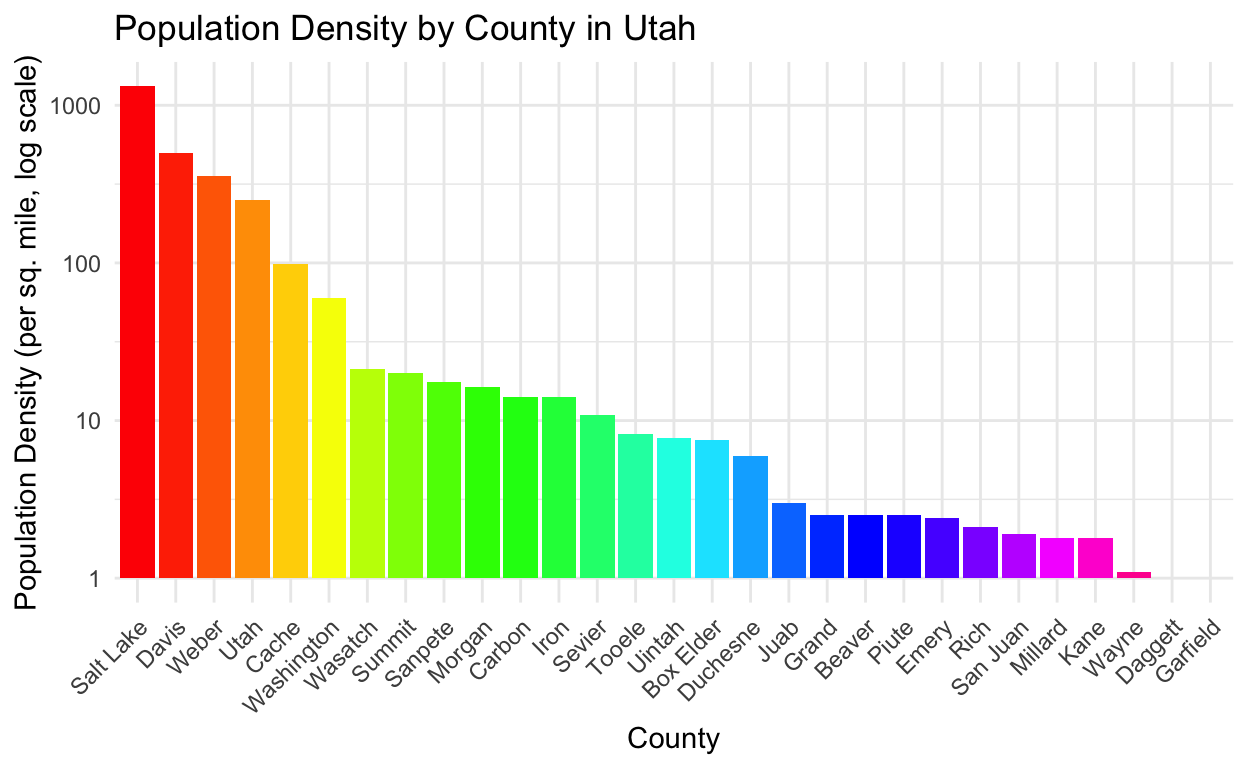 Population Density by County in Utah
Population Density (per sq. mile, log scale)
1000
100
10
1
Salt Lake
Davis
Weber
Utah
Cache
Washington
Wasatch
Summit
Sanpete
Morgan
Carbon
Iron
Sevier
Tooele
Uintah
Box Elder
Duchesne
Juab
Grand
Beaver
Piute
Emery
Rich
San Juan
Millard
Kane
Wayne
Daggett
Garfield
County